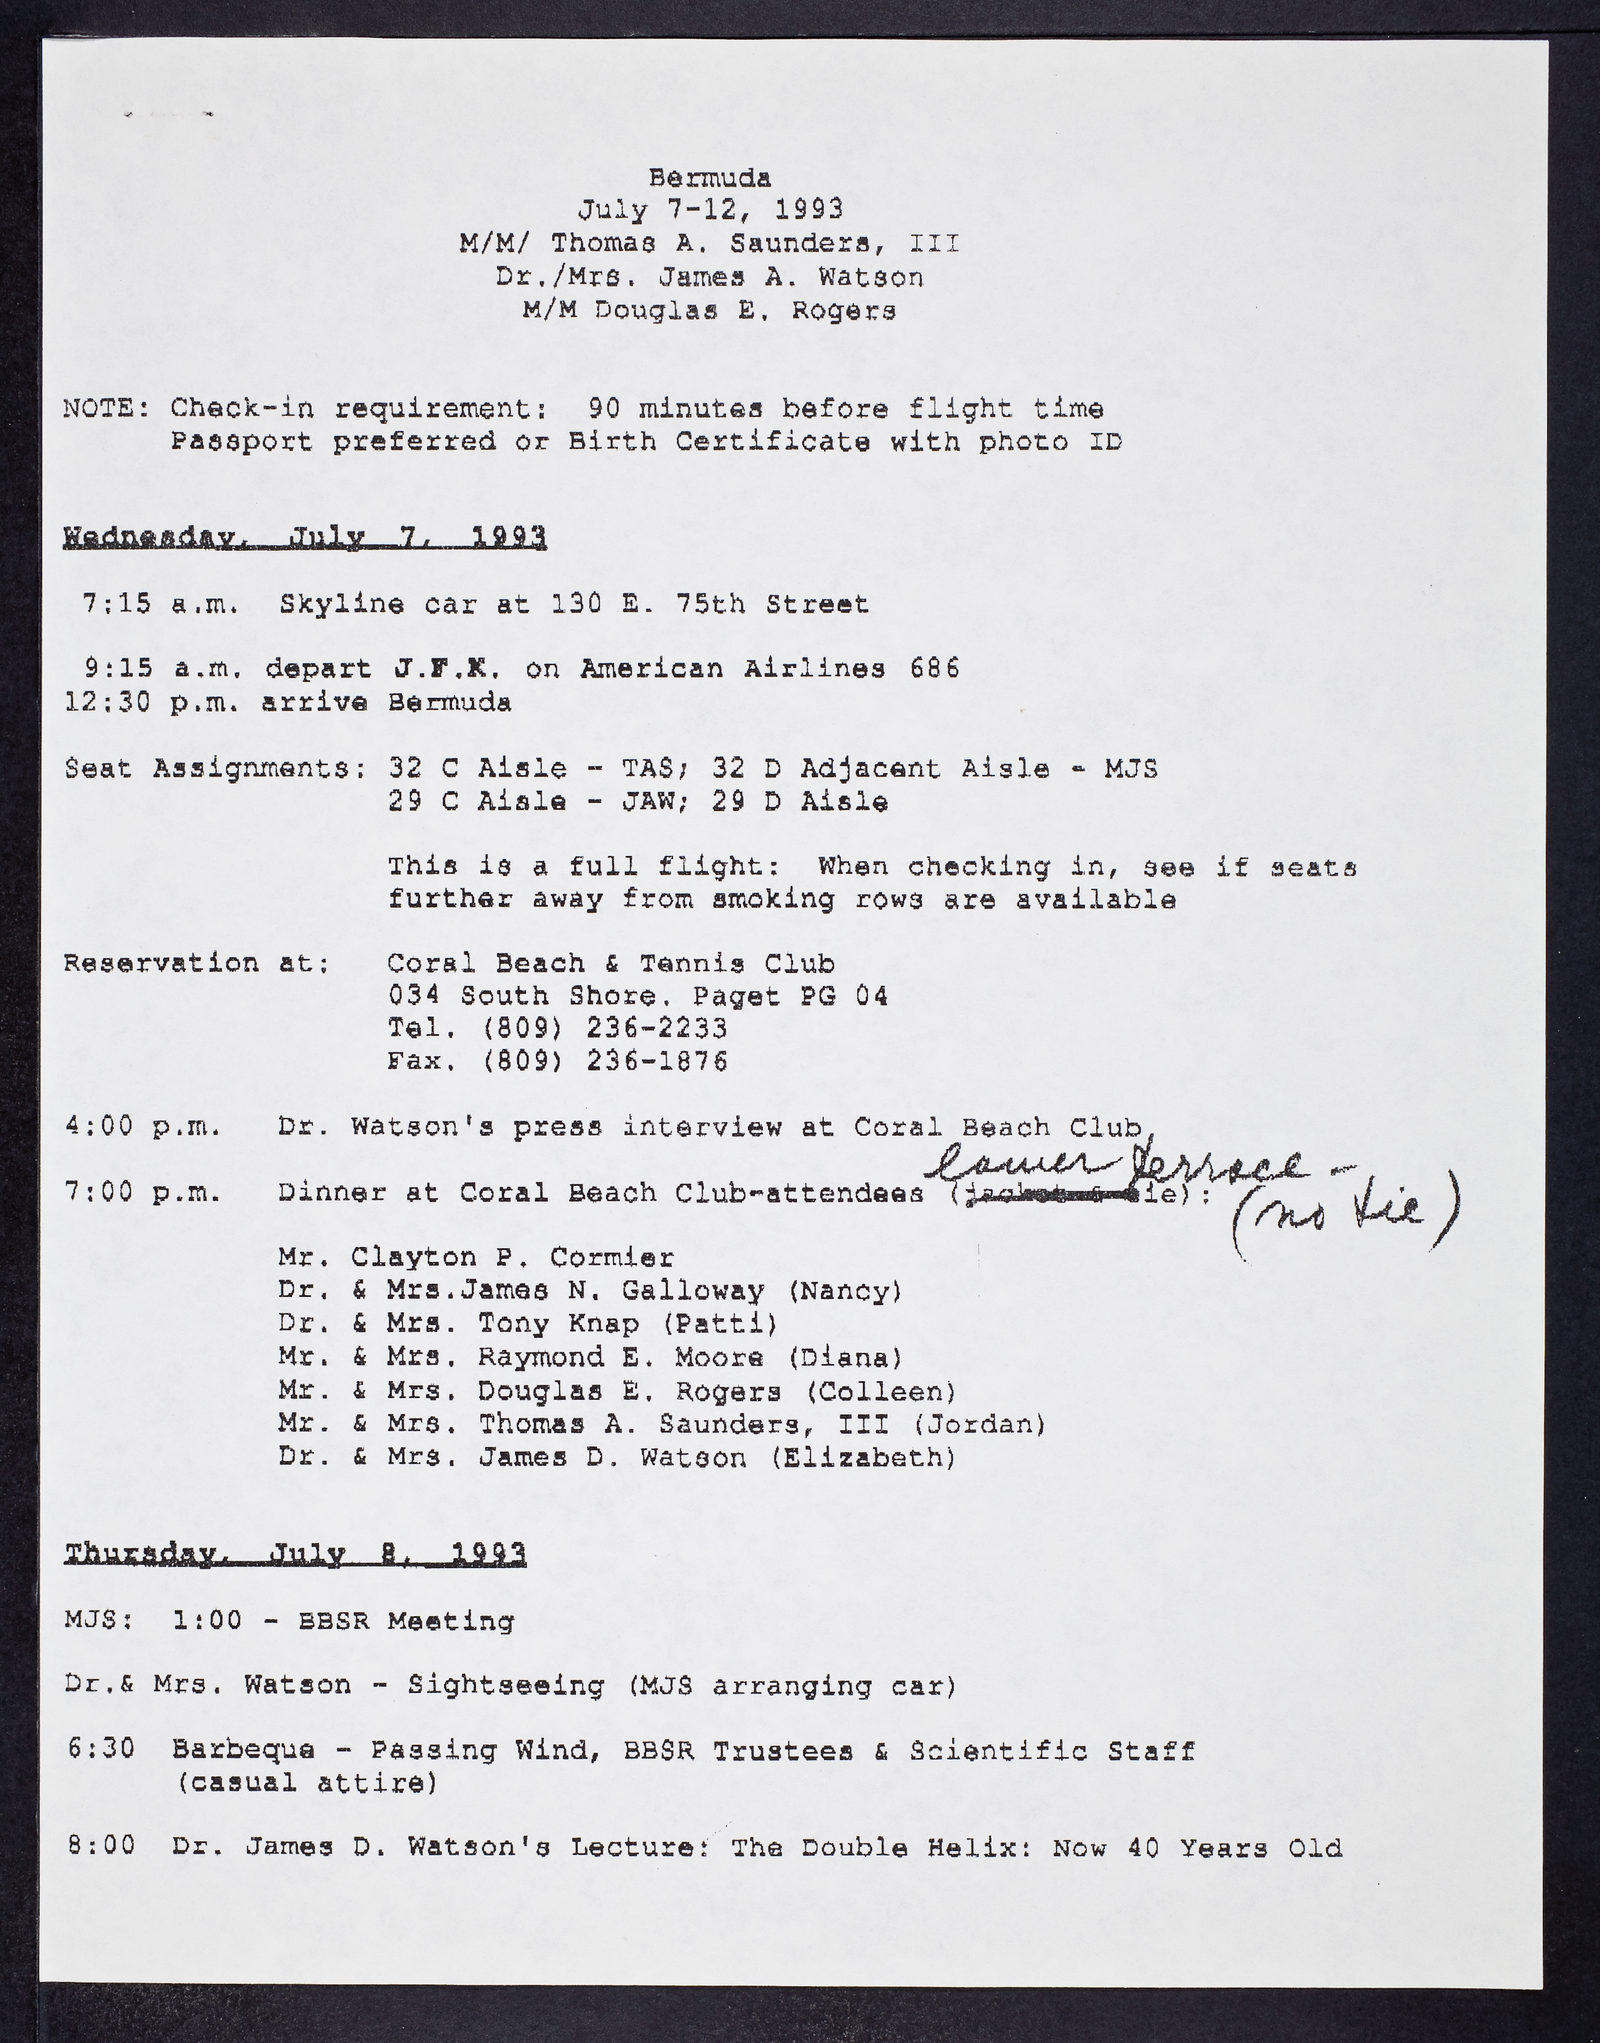 Bermuda
July 7-12, 1993
M/M/ Thomas A. Saunders, III
Dr./Mrs. James A. Watson
M/M Douglas E. Rogers
NOTE: Check-in requirement: 90 minutes before flight time
Passport preferred or Birth Certificate with photo ID
Wednesday, July 7, 1993
7:15 a.m. Skyline car at 130 E. 75th Street
9:15 a.m. depart J.F.K. on American Airlines 686
12:30 p.m. arrive Bermuda
Seat Assignments: 32 C Aisle - TAS; 32 D Adjacent Aisle - MJS
29 C Aisle - JAW; 29 D Aisle
This is a full flight: When checking in, see if seats
further away from smoking rows are available
Reservation at: Coral Beach & Tennis Club
034 South Shore. Paget PG 04
Tel. (809) 236-2233
Fax. (809) 236-1876
4:00 p.m. Dr. Watson's press interview at Coral Beach Club,
lower terrace -
7:00 p.m. Dinner at Coral Beach Club-attendees (jacket & tie):
(no tie)
Mr. Clayton P. Cormier
Dr. & Mrs.James N. Galloway (Nancy)
Dr. & Mrs. Tony Knap (Patti)
Mr. & Mrs. Raymond E. Moore (Diana)
Mr. & Mrs. Douglas E. Rogers (Colleen)
Mr. & Mrs. Thomas A. Saunders, III (Jordan)
Dr. & Mrs. James D. Watson (Elizabeth)
Thursday, July 8, 1993
MJS: 1:00 - BBSR Meeting
Dr.& Mrs. Watson - Sightseeing (MJS arranging car)
6:30 Barbeque - Passing Wind, BBSR Trustees & Scientific Staff
(casual attire)
8:00 Dr. James D. Watson's Lecture: The Double Helix: Now 40 Years Old